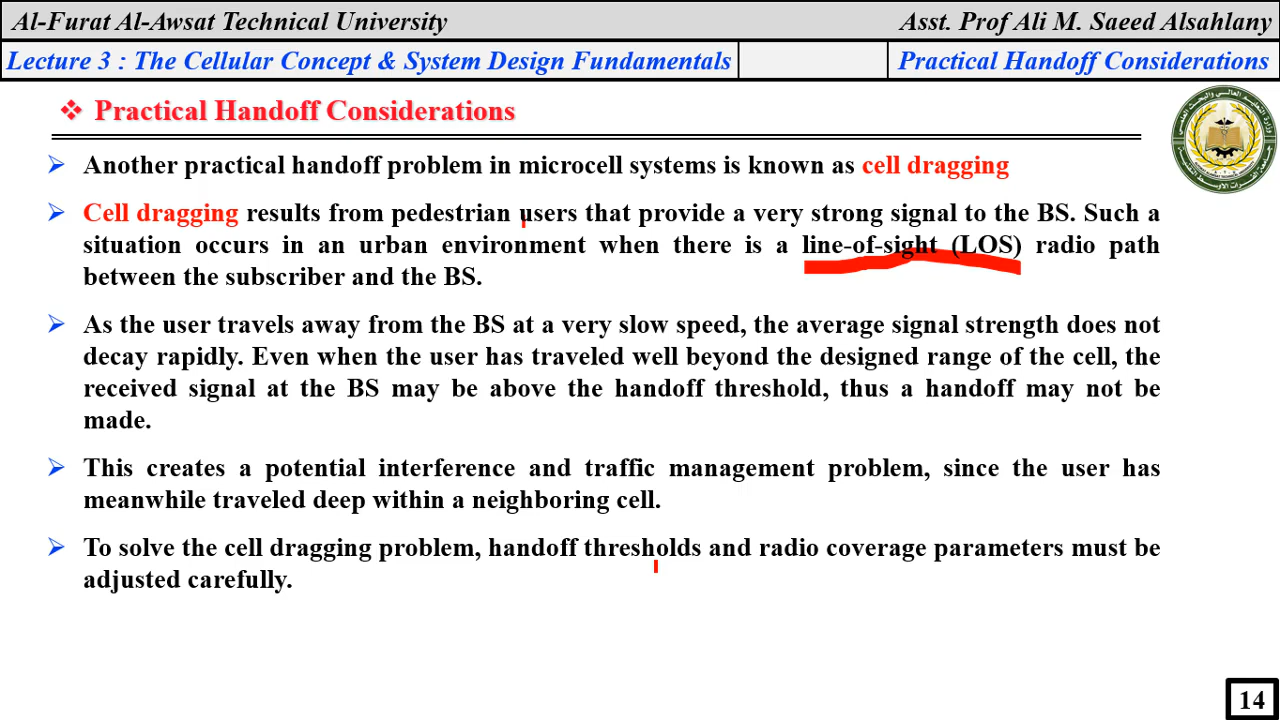 Al-Furat Al-Awsat Technical University
Asst. Prof Ali M. Saeed Alsahlany
Lecture 3 : The Cellular Concept & System Design Fundamentals
Practical Handoff Considerations
❖ Practical Handoff Considerations
➢ Another practical handoff problem in microcell systems is known as cell dragging
➢ Cell dragging results from pedestrian users that provide a very strong signal to the BS. Such a
situation occurs in an urban environment when there is a line-of-sight (LOS) radio path
between the subscriber and the BS.
➢ As the user travels away from the BS at a very slow speed, the average signal strength does not
decay rapidly. Even when the user has traveled well beyond the designed range of the cell, the
received signal at the BS may be above the handoff threshold, thus a handoff may not be
made.
➢ This creates a potential interference and traffic management problem, since the user has
meanwhile traveled deep within a neighboring cell.
➢ To solve the cell dragging problem, handoff thresholds and radio coverage parameters must be
adjusted carefully.
14